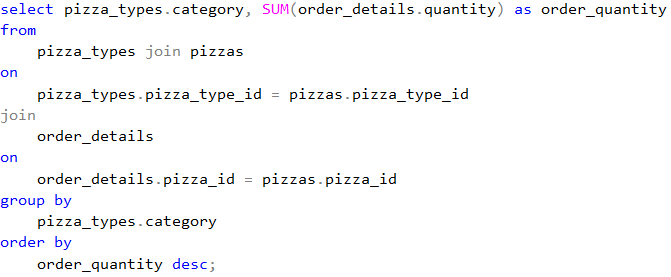 select pizza_types.category, SUM(order_details.quantity) as order_quantity
from
    pizza_types join pizzas
on
    pizza_types.pizza_type_id = pizzas.pizza_type_id
join
    order_details
on
    order_details.pizza_id = pizzas.pizza_id
group by
    pizza_types.category
order by
    order_quantity desc;